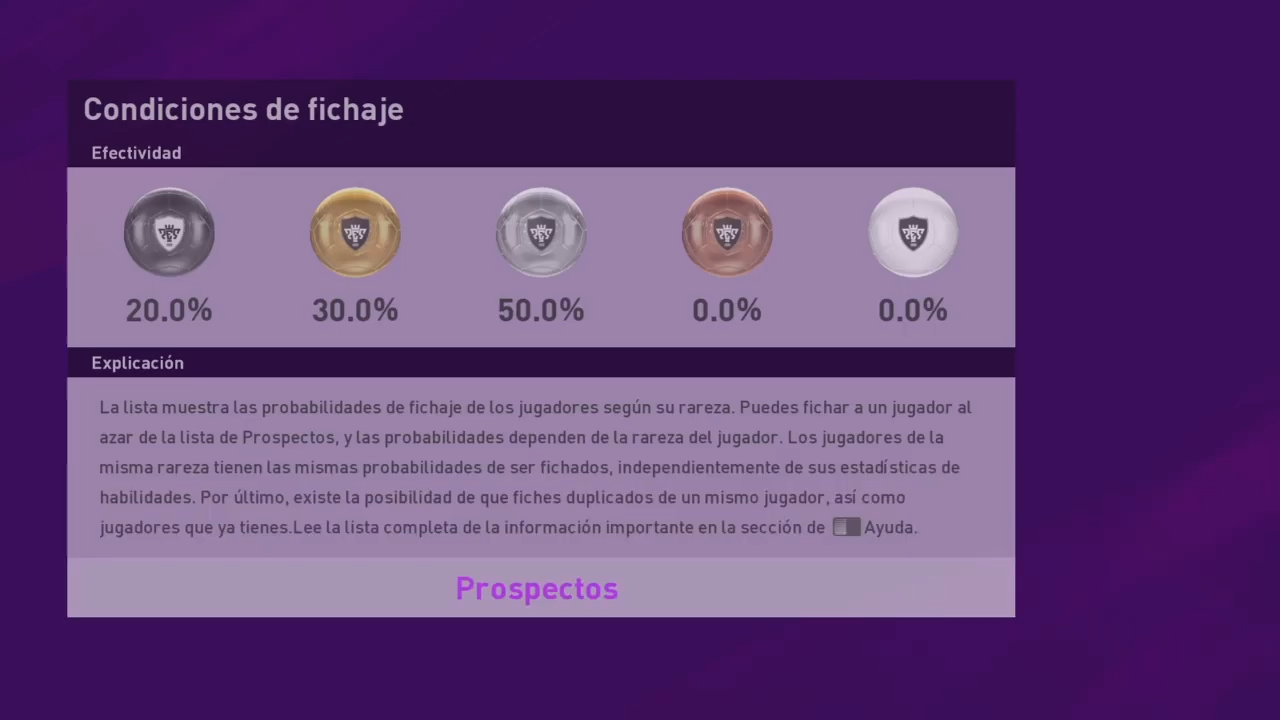 Condiciones de fichaje
Efectividad
20.0% 30.0% 50.0% 0.0% 0.0%
Explicación
La lista muestra las probabilidades de fichaje de los jugadores según su rareza. Puedes fichar a un jugador al
azar de la lista de Prospectos, y las probabilidades dependen de la rareza del jugador. Los jugadores de la
misma rareza tienen las mismas probabilidades de ser fichados, independientemente de sus estadísticas de
habilidades. Por último, existe la posibilidad de que fiches duplicados de un mismo jugador, así como
jugadores que ya tienes.Lee la lista completa de la información importante en la sección de Ayuda.
Prospectos